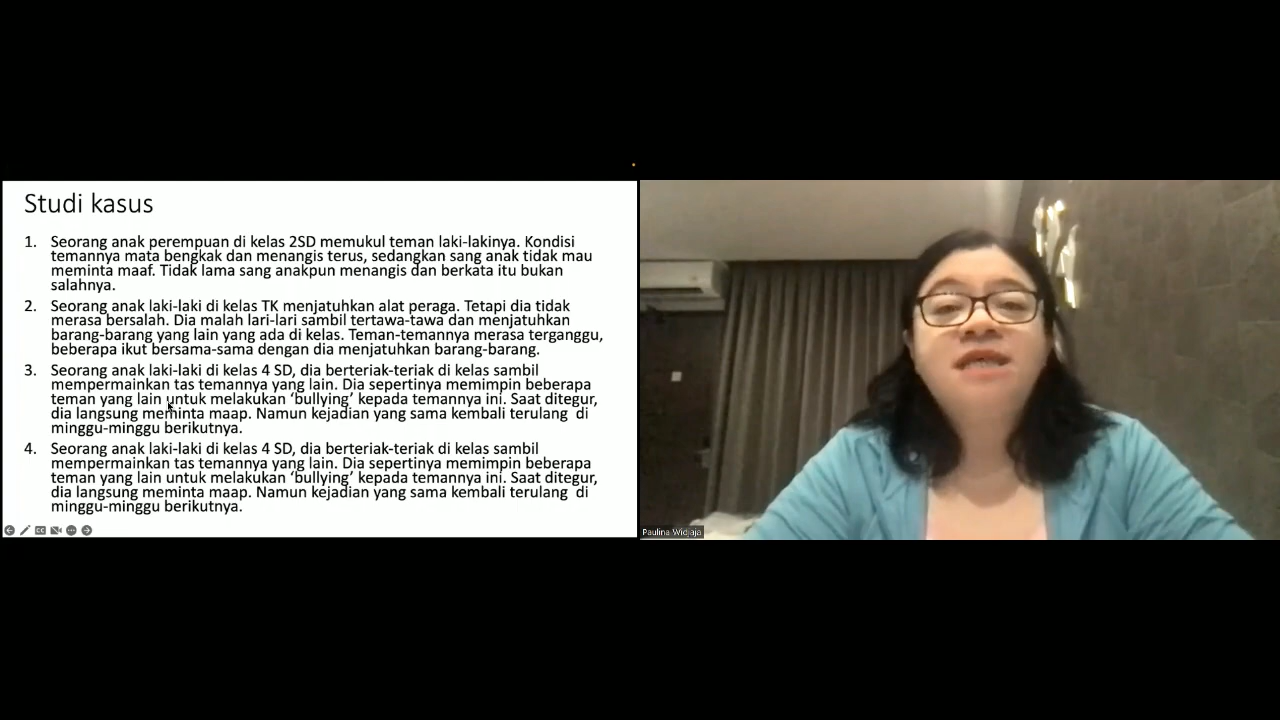 Studi kasus
1. Seorang anak perempuan di kelas 2SD memukul teman laki-lakinya. Kondisi
temannya mata bengkak dan menangis terus, sedangkan sang anak tidak mau
meminta maaf. Tidak lama sang anakpun menangis dan berkata itu bukan
salahnya.
2. Seorang anak laki-laki di kelas TK menjatuhkan alat peraga. Tetapi dia tidak
merasa bersalah. Dia malah lari-lari sambil tertawa-tawa dan menjatuhkan
barang-barang yang lain yang ada di kelas. Teman-temannya merasa terganggu,
beberapa ikut bersama-sama dengan dia menjatuhkan barang-barang.
3. Seorang anak laki-laki di kelas 4 SD, dia berteriak-teriak di kelas sambil
mempermainkan tas temannya yang lain. Dia sepertinya memimpin beberapa
teman yang lain untuk melakukan ‘bullying’ kepada temannya ini. Saat ditegur,
dia langsung meminta maap. Namun kejadian yang sama kembali terulang di
minggu-minggu berikutnya.
4. Seorang anak laki-laki di kelas 4 SD, dia berteriak-teriak di kelas sambil
mempermainkan tas temannya yang lain. Dia sepertinya memimpin beberapa
teman yang lain untuk melakukan ‘bullying’ kepada temannya ini. Saat ditegur,
dia langsung meminta maap. Namun kejadian yang sama kembali terulang di
minggu-minggu berikutnya.
Paulina Widjaja